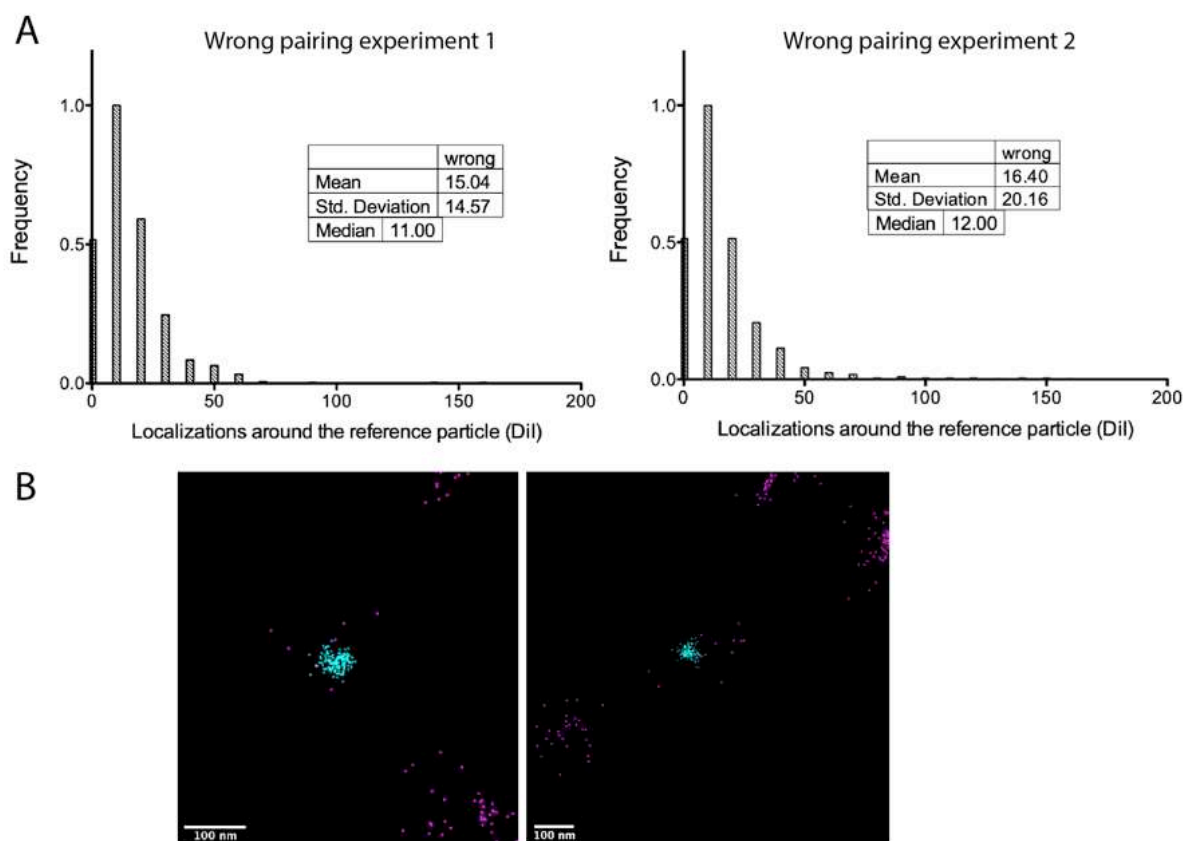 A
Wrong pairing experiment 1
Frequency
1.0
0.5
0.0
0 50 100 150 200
Localizations around the reference particle (DiI)
wrong
Mean 15.04
Std. Deviation 14.57
Median 11.00
Wrong pairing experiment 2
Frequency
1.0
0.5
0.0
0 50 100 150 200
Localizations around the reference particle (DiI)
wrong
Mean 16.40
Std. Deviation 20.16
Median 12.00
B
100 nm
100 nm